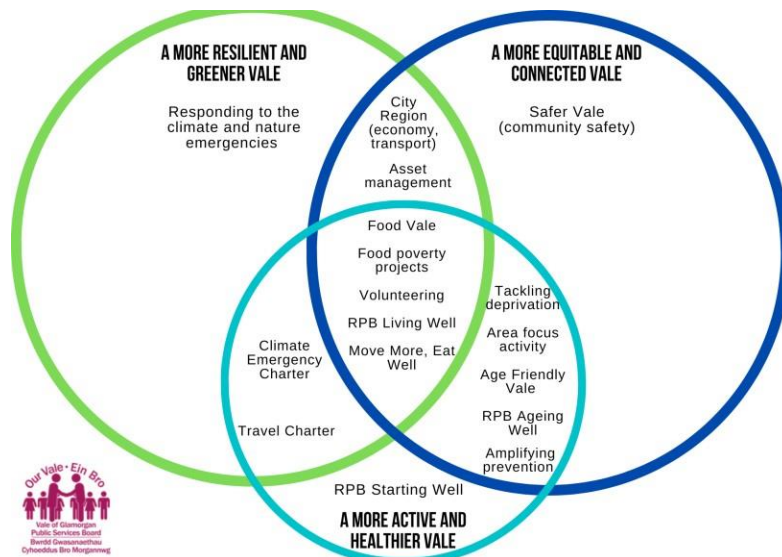 A MORE RESILIENT AND
GREENER VALE
Responding to the
climate and nature
emergencies
A MORE EQUITABLE AND
CONNECTED VALE
Safer Vale
(community safety)
City
Region
(economy,
transport)
Asset
management
Food Vale
Food poverty
projects
Volunteering
RPB Living Well
Move More, Eat
Well
Climate
Emergency
Charter
Travel Charter
Tackling
deprivation
Area focus
activity
Age Friendly
Vale
RPB Ageing
Well
Amplifying
prevention
RPB Starting Well
A MORE ACTIVE AND
HEALTHIER VALE
Our Vale • Ein Bro
Vale of Glamorgan
Public Services Board
Bwrdd Gwasanaethau
Cyhoeddus Bro Morgannwg